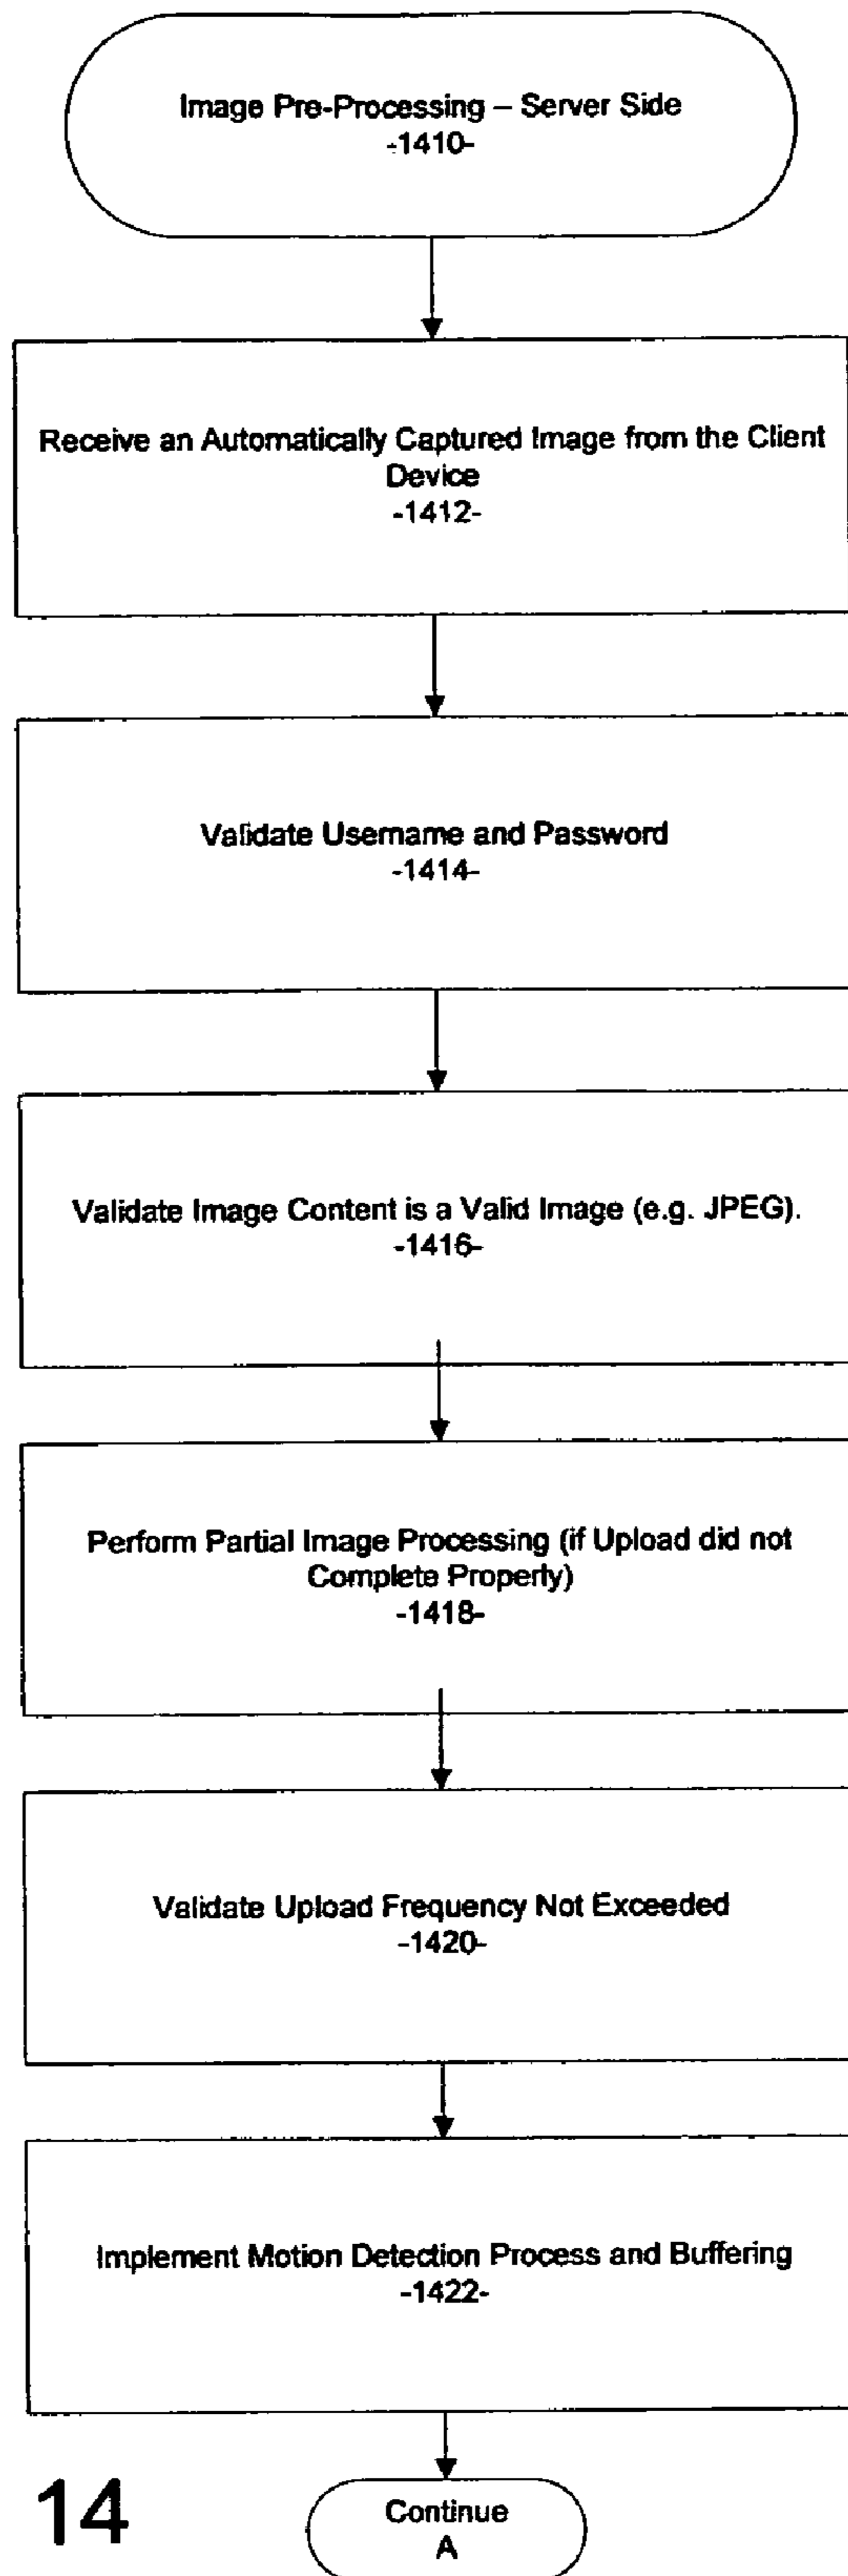 Image Pre-Processing – Server Side
-1410-
Receive an Automatically Captured Image from the Client
Device
-1412-
Validate Username and Password
-1414-
Validate Image Content is a Valid Image (e.g. JPEG).
-1416-
Perform Partial Image Processing (if Upload did not
Complete Properly)
-1418-
Validate Upload Frequency Not Exceeded
-1420-
Implement Motion Detection Process and Buffering
-1422-
14
Continue
A